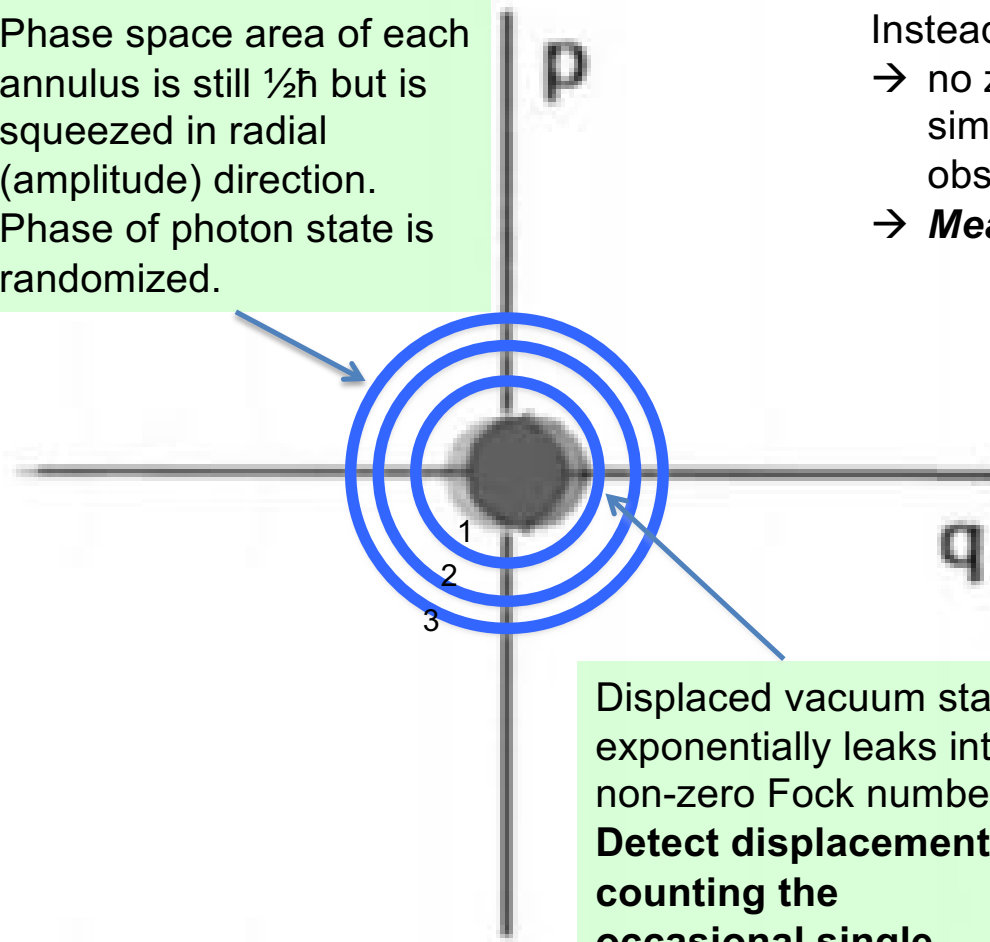 Phase space area of each
annulus is still ½ħ but is
squeezed in radial
(amplitude) direction.
Phase of photon state is
randomized.
p
Instead
→ no z
sim
obs
→ Mea
q
1
2
3
Displaced vacuum sta
exponentially leaks int
non-zero Fock numbe
Detect displacement
counting the
occasional single